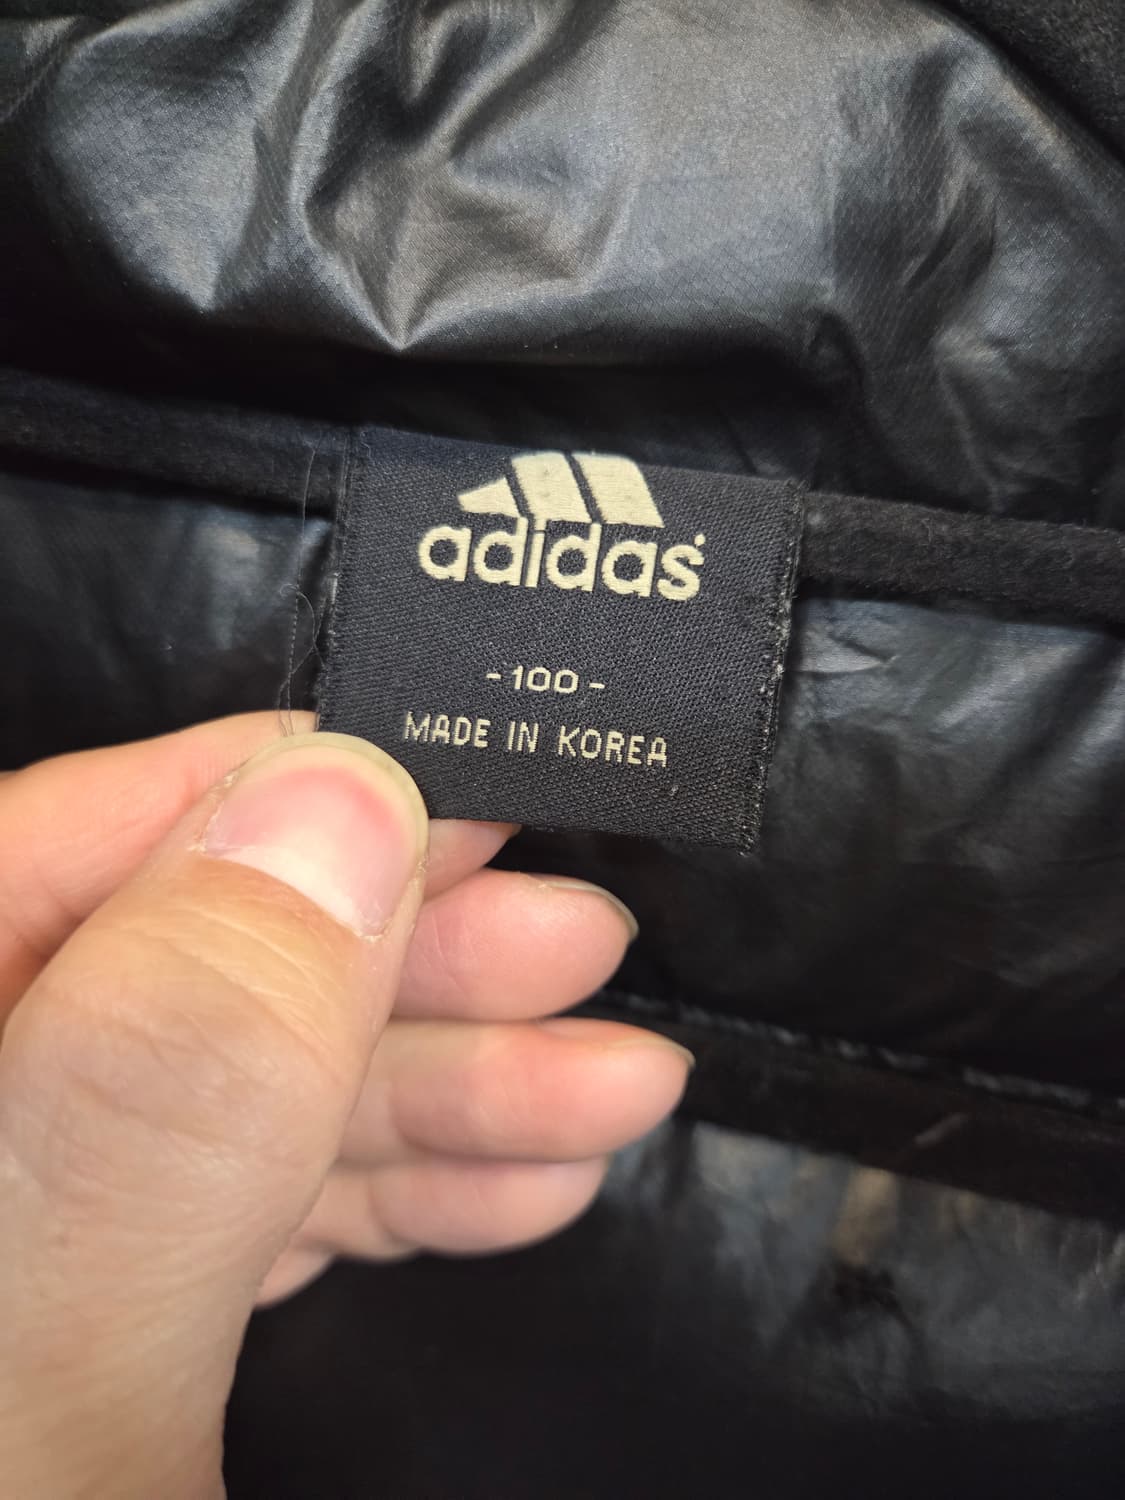 adidas
- 100 -
MADE IN KOREA